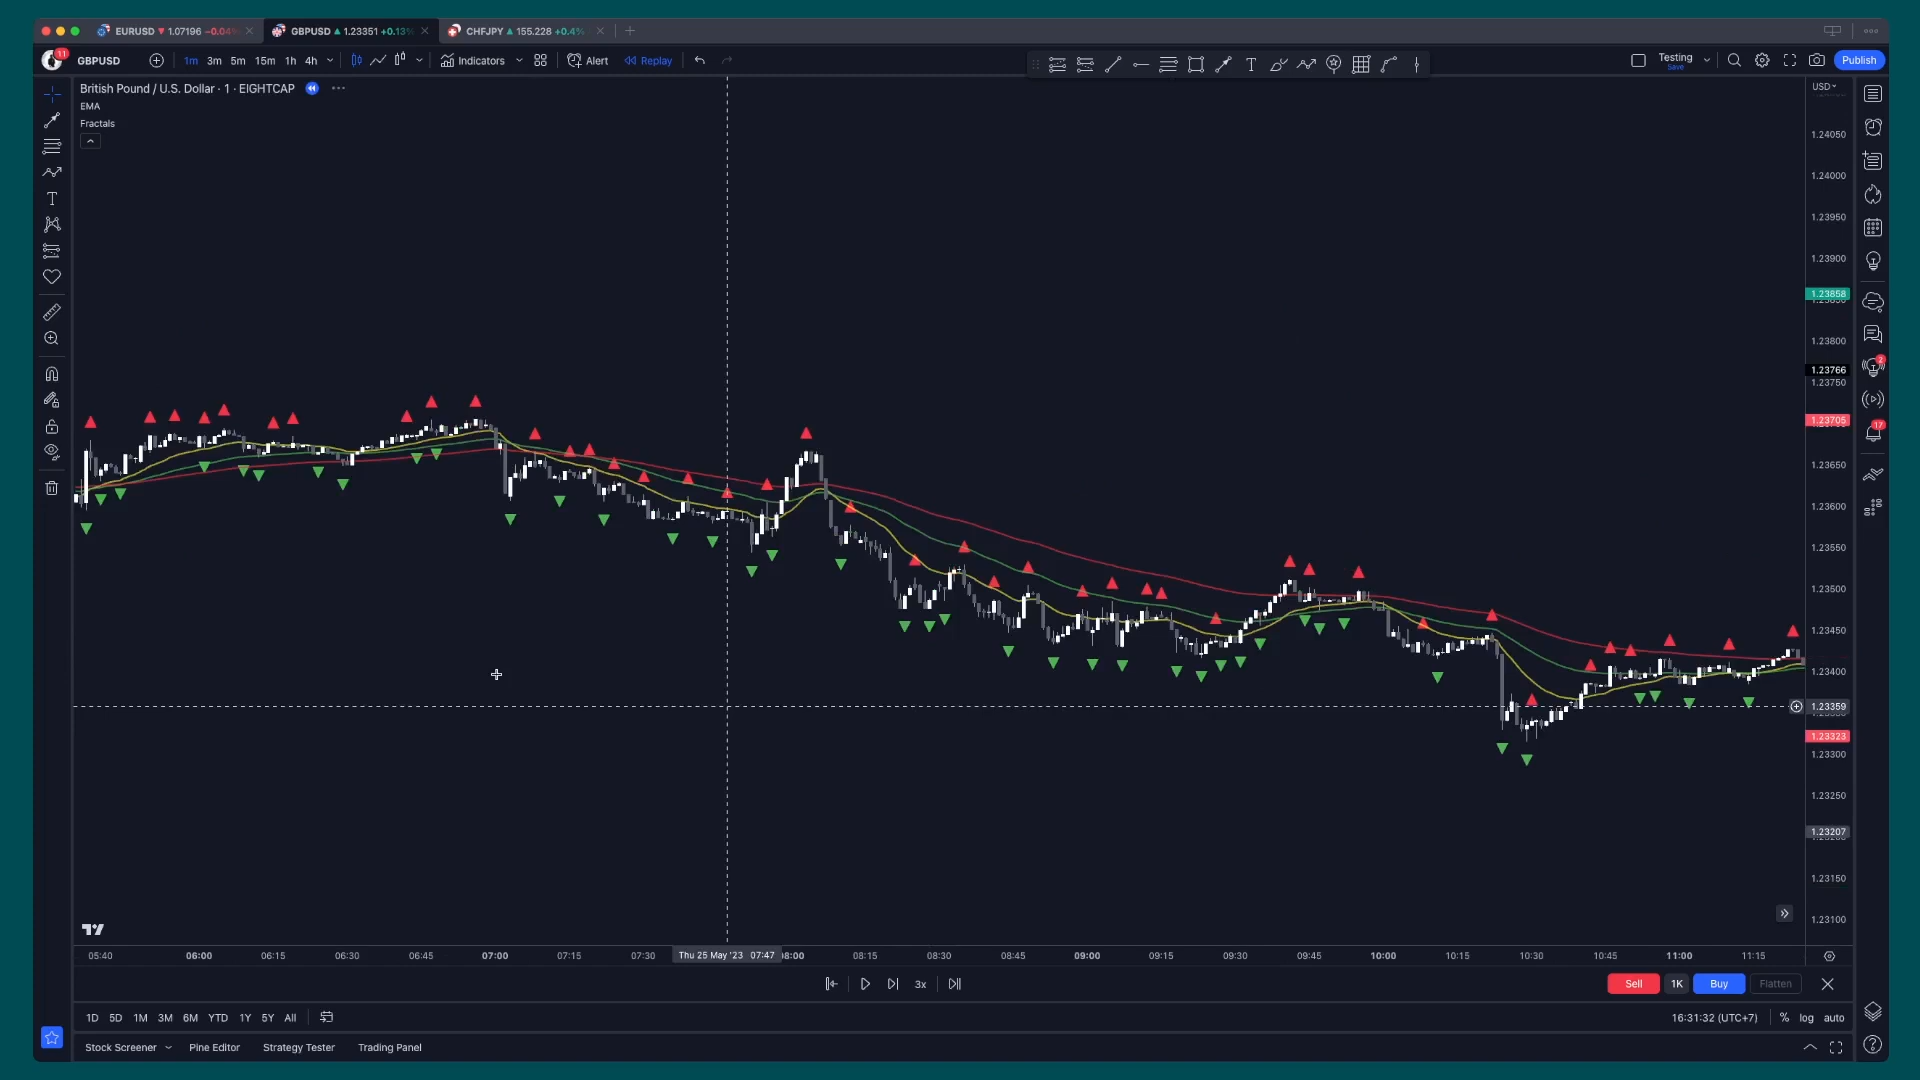 EURUSD ▼ 1.07196 −0.04%
GBPUSD ▲ 1.23351 +0.13%
CHFJPY ▲ 155.228 +0.4%
11
GBPUSD
1m 3m 5m 15m 1h 4h
Indicators
Alert
Replay
T
Testing
Save
Publish
British Pound / U.S. Dollar · 1 · EIGHTCAP
EMA
Fractals
USD
1.24050
1.24000
1.23950
1.23900
1.23858
1.23800
1.23766
1.23750
1.23705
1.23650
1.23600
1.23550
1.23500
1.23450
1.23400
1.23359
1.23323
1.23300
1.23250
1.23207
1.23150
1.23100
2
17
05:40 06:00 06:15 06:30 06:45 07:00 07:15 07:30 Thu 25 May '23 07:47 08:00 08:15 08:30 08:45 09:00 09:15 09:30 09:45 10:00 10:15 10:30 10:45 11:00 11:15
3x
Sell 1K Buy Flatten
1D 5D 1M 3M 6M YTD 1Y 5Y All
16:31:32 (UTC+7) % log auto
Stock Screener Pine Editor Strategy Tester Trading Panel